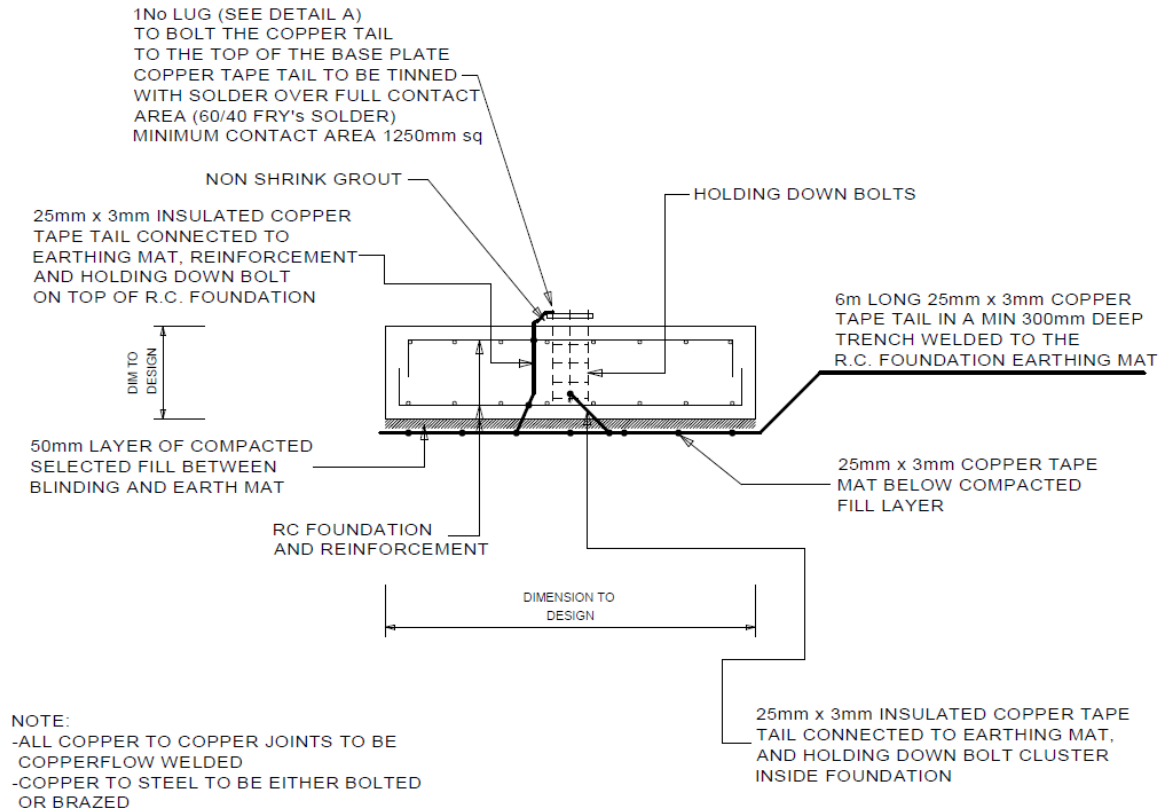 1No LUG (SEE DETAIL A)
TO BOLT THE COPPER TAIL
TO THE TOP OF THE BASE PLATE
COPPER TAPE TAIL TO BE TINNED
WITH SOLDER OVER FULL CONTACT
AREA (60/40 FRY's SOLDER)
MINIMUM CONTACT AREA 1250mm sq
NON SHRINK GROUT
HOLDING DOWN BOLTS
25mm x 3mm INSULATED COPPER
TAPE TAIL CONNECTED TO
EARTHING MAT, REINFORCEMENT
AND HOLDING DOWN BOLT
ON TOP OF R.C. FOUNDATION
6m LONG 25mm x 3mm COPPER
TAPE TAIL IN A MIN 300mm DEEP
TRENCH WELDED TO THE
R.C. FOUNDATION EARTHING MAT
DIM TO
DESIGN
50mm LAYER OF COMPACTED
SELECTED FILL BETWEEN
BLINDING AND EARTH MAT
25mm x 3mm COPPER TAPE
MAT BELOW COMPACTED
FILL LAYER
RC FOUNDATION
AND REINFORCEMENT
DIMENSION TO
DESIGN
25mm x 3mm INSULATED COPPER TAPE
TAIL CONNECTED TO EARTHING MAT,
AND HOLDING DOWN BOLT CLUSTER
INSIDE FOUNDATION
NOTE:
-ALL COPPER TO COPPER JOINTS TO BE
COPPERFLOW WELDED
-COPPER TO STEEL TO BE EITHER BOLTED
OR BRAZED